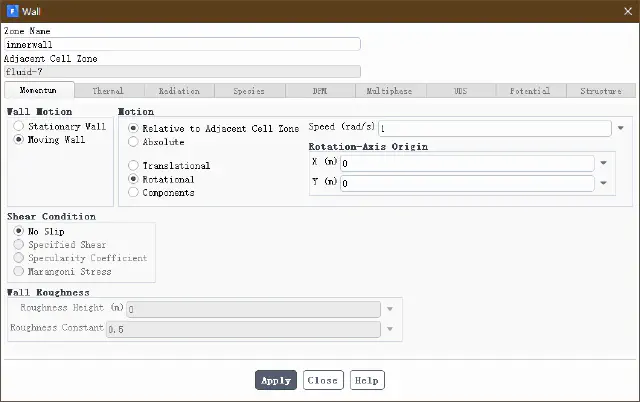 Wall
Zone Name
innerwall
Adjacent Cell Zone
fluid-7
Momentum Thermal Radiation Species DPM Multiphase UDS Potential Structure
Wall Motion Motion
Stationary Wall Relative to Adjacent Cell Zone Speed (rad/s) 1
Moving Wall Absolute Rotation-Axis Origin
Translational X (m) 0
Rotational Y (m) 0
Components
Shear Condition
No Slip
Specified Shear
Specularity Coefficient
Marangoni Stress
Wall Roughness
Roughness Height (m) 0
Roughness Constant 0.5
Apply Close Help